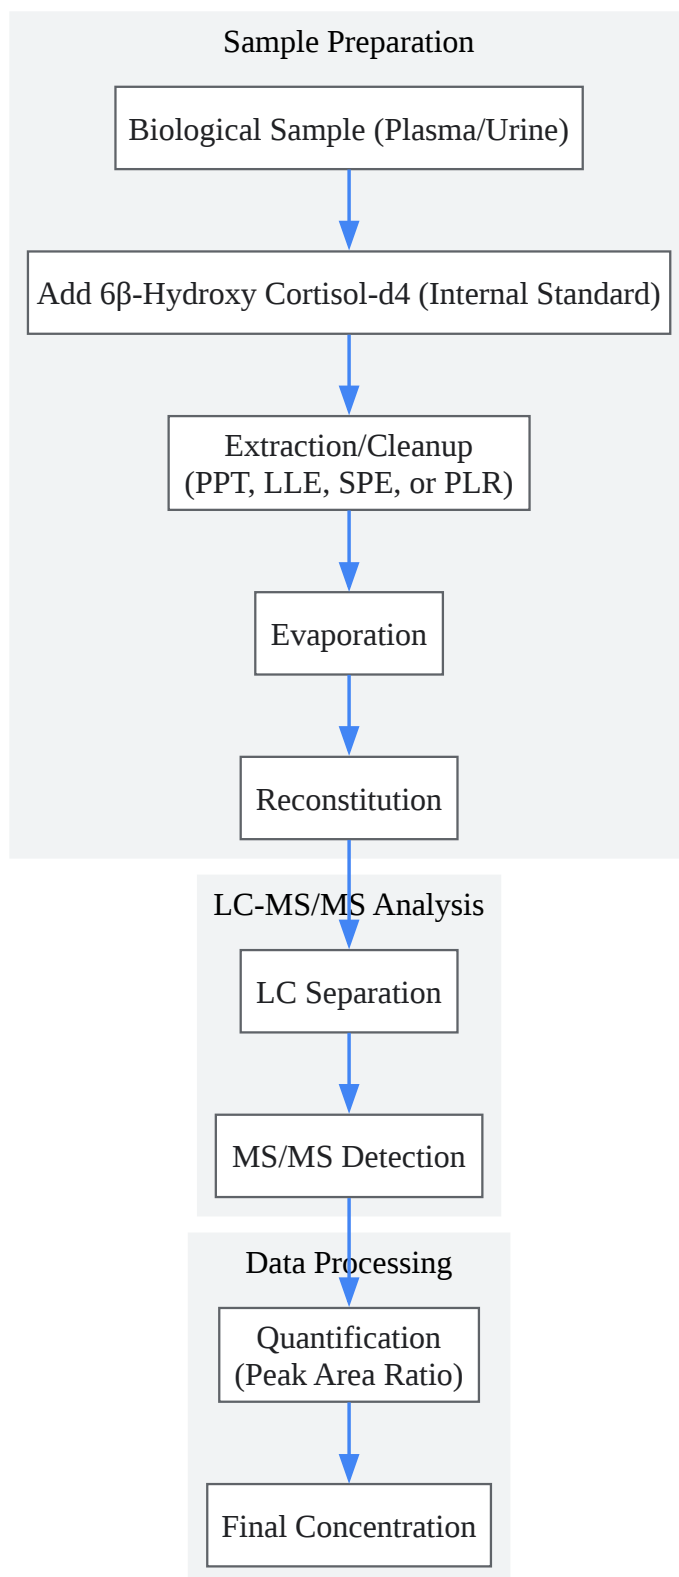 Sample Preparation
Biological Sample (Plasma/Urine)
Add 6β-Hydroxy Cortisol-d4 (Internal Standard)
Extraction/Cleanup
(PPT, LLE, SPE, or PLR)
Evaporation
Reconstitution
LC-MS/MS Analysis
LC Separation
MS/MS Detection
Data Processing
Quantification
(Peak Area Ratio)
Final Concentration